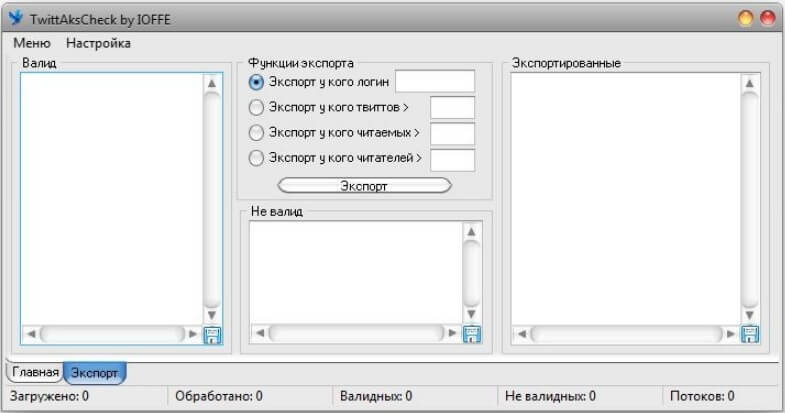 TwittAksCheck by IOFFE
Меню Настройка
Валид
Функции экспорта
Экспорт у кого логин
Экспорт у кого твиттов >
Экспорт у кого читаемых >
Экспорт у кого читателей >
Экспорт
Не валид
Экспортированные
Главная Экспорт
Загружено: 0 Обработано: 0 Валидных: 0 Не валидных: 0 Потоков: 0